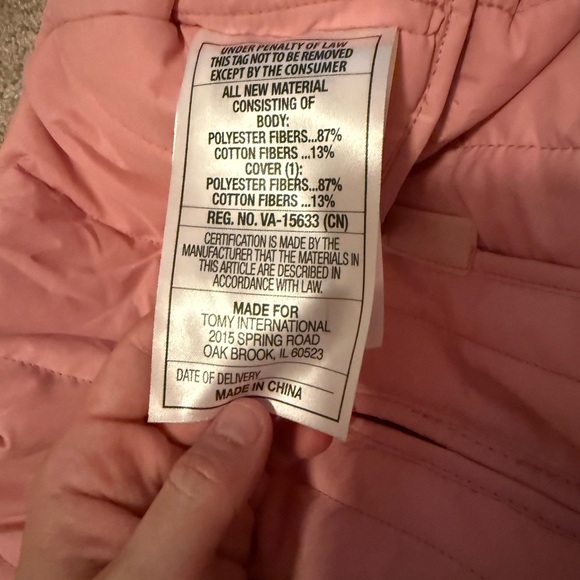 UNDER PENALTY OF LAW
THIS TAG NOT TO BE REMOVED
EXCEPT BY THE CONSUMER
ALL NEW MATERIAL
CONSISTING OF
BODY:
POLYESTER FIBERS...87%
COTTON FIBERS ...13%
COVER (1):
POLYESTER FIBERS...87%
COTTON FIBERS ...13%
REG. NO. VA-15633 (CN)
CERTIFICATION IS MADE BY THE
MANUFACTURER THAT THE MATERIALS IN
THIS ARTICLE ARE DESCRIBED IN
ACCORDANCE WITH LAW.
MADE FOR
TOMY INTERNATIONAL
2015 SPRING ROAD
OAK BROOK, IL 60523
DATE OF DELIVERY
MADE IN CHINA